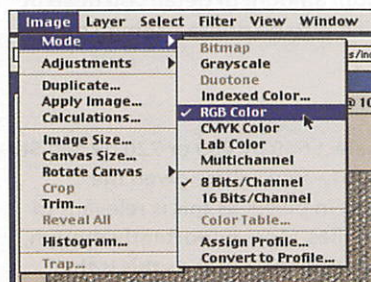 Image Layer Select Filter View Window
Mode
Adjustments
Duplicate...
Apply Image...
Calculations...
Image Size...
Canvas Size...
Rotate Canvas
Crop
Trim...
Reveal All
Histogram...
Trap...
Bitmap
Grayscale
Duotone
Indexed Color...
RGB Color
CMYK Color
Lab Color
Multichannel
8 Bits/Channel
16 Bits/Channel
Color Table...
Assign Profile...
Convert to Profile...